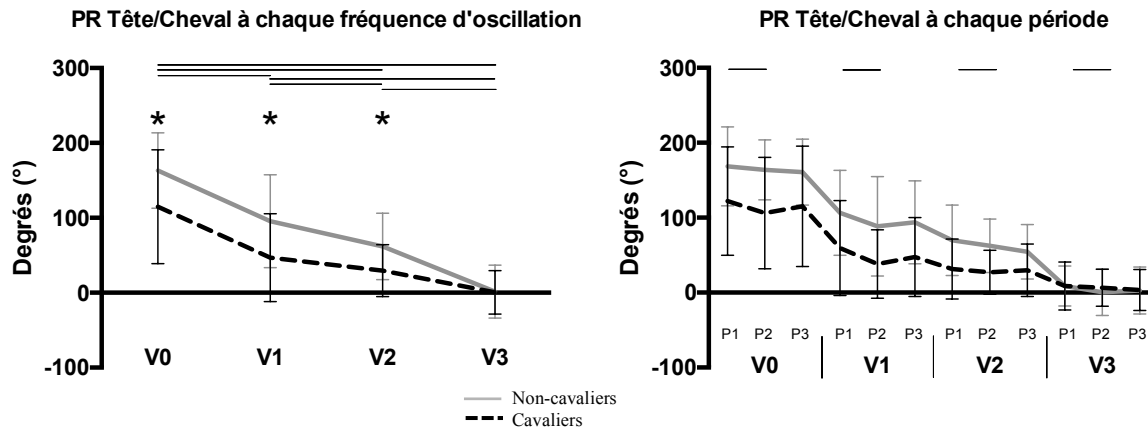 PR Tête/Cheval à chaque fréquence d'oscillation
300
200
100
0
-100
Degrés (°)
* * *
V0 V1 V2 V3
PR Tête/Cheval à chaque période
300
200
100
0
-100
Degrés (°)
P1 P2 P3 P1 P2 P3 P1 P2 P3 P1 P2 P3
V0 V1 V2 V3
Non-cavaliers
Cavaliers